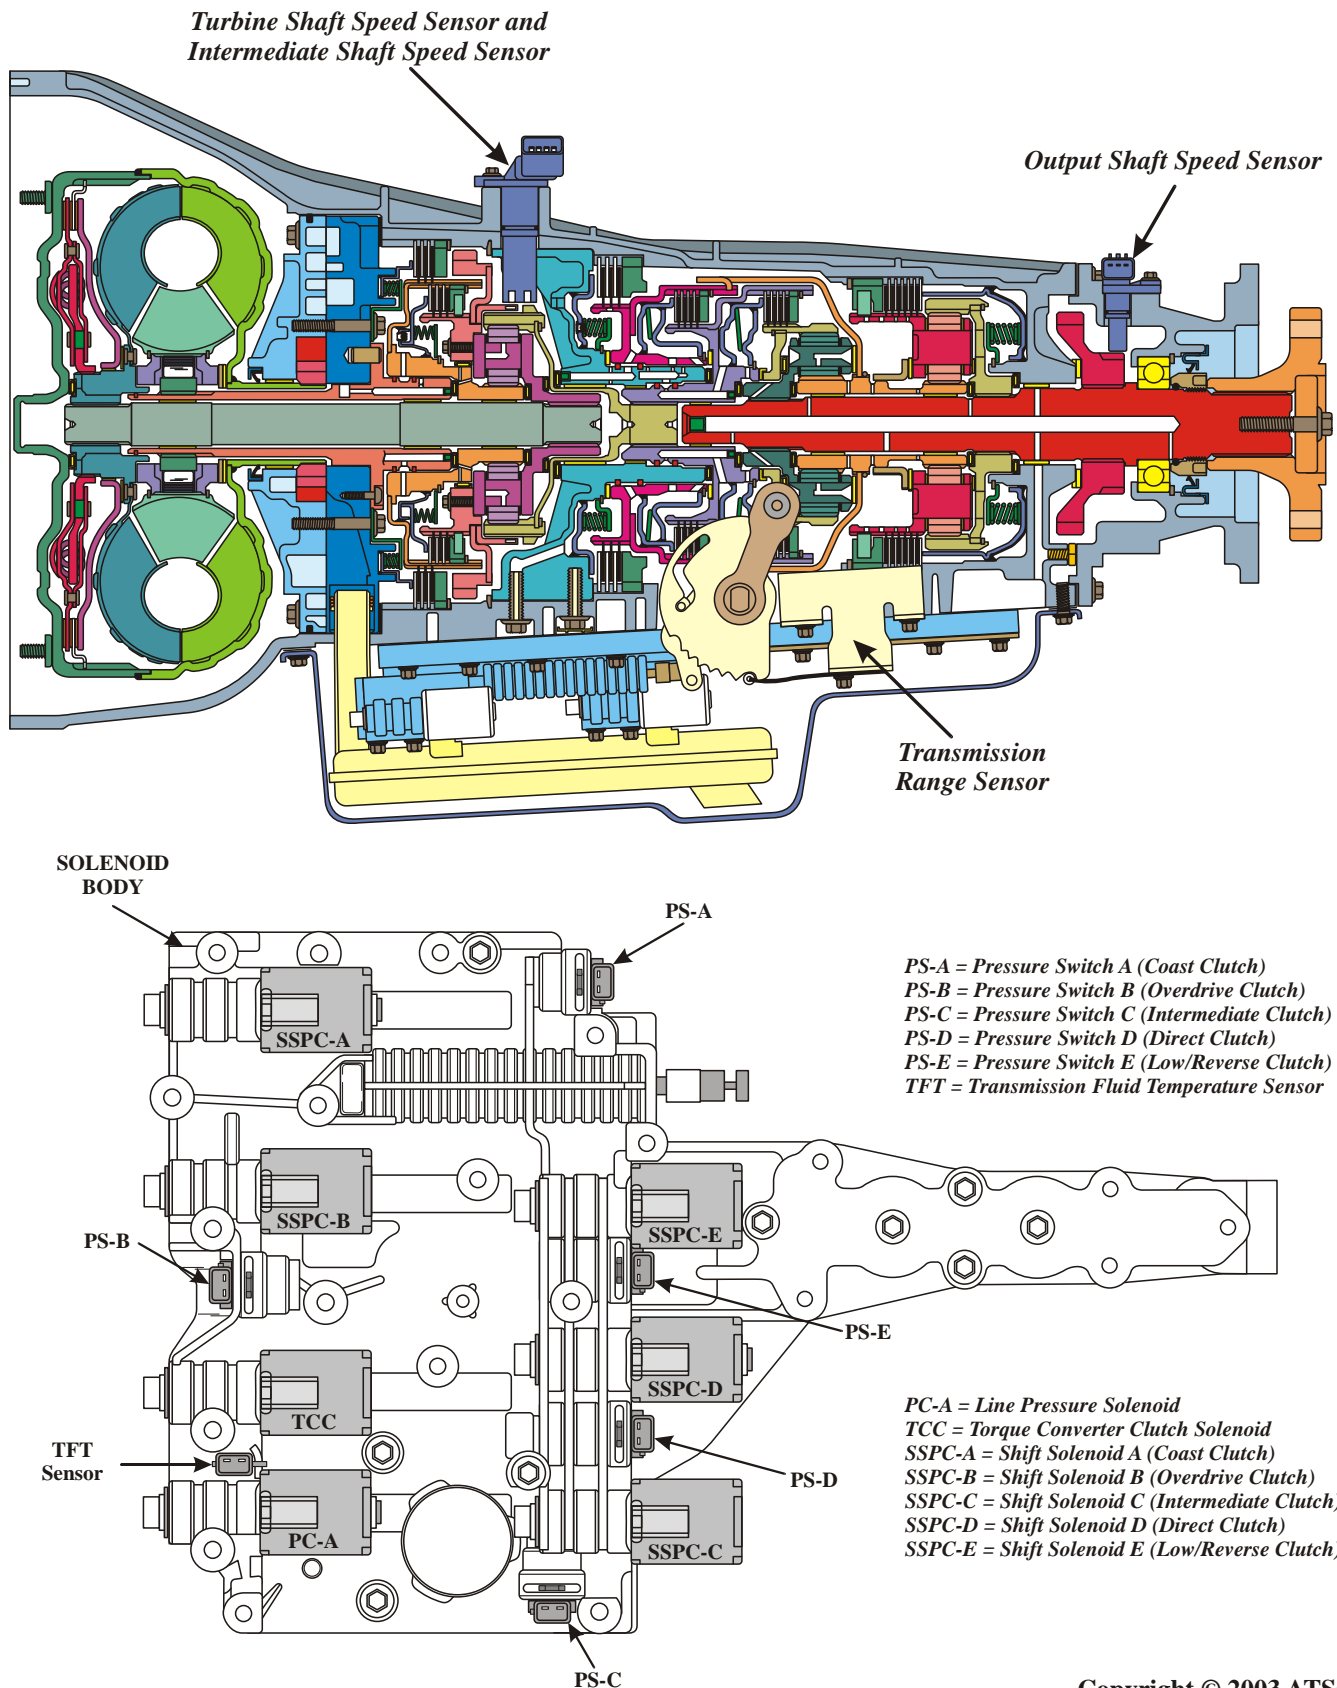 Turbine Shaft Speed Sensor and
Intermediate Shaft Speed Sensor
Output Shaft Speed Sensor
Transmission
Range Sensor
SOLENOID
BODY
PS-A
SSPC-A
PS-A = Pressure Switch A (Coast Clutch)
PS-B = Pressure Switch B (Overdrive Clutch)
PS-C = Pressure Switch C (Intermediate Clutch)
PS-D = Pressure Switch D (Direct Clutch)
PS-E = Pressure Switch E (Low/Reverse Clutch)
TFT = Transmission Fluid Temperature Sensor
SSPC-B
SSPC-E
PS-B
PS-E
SSPC-D
TCC
TFT
Sensor
PS-D
PC-A
SSPC-C
PS-C
PC-A = Line Pressure Solenoid
TCC = Torque Converter Clutch Solenoid
SSPC-A = Shift Solenoid A (Coast Clutch)
SSPC-B = Shift Solenoid B (Overdrive Clutch)
SSPC-C = Shift Solenoid C (Intermediate Clutch)
SSPC-D = Shift Solenoid D (Direct Clutch)
SSPC-E = Shift Solenoid E (Low/Reverse Clutch)
Copyright © 2003 ATS